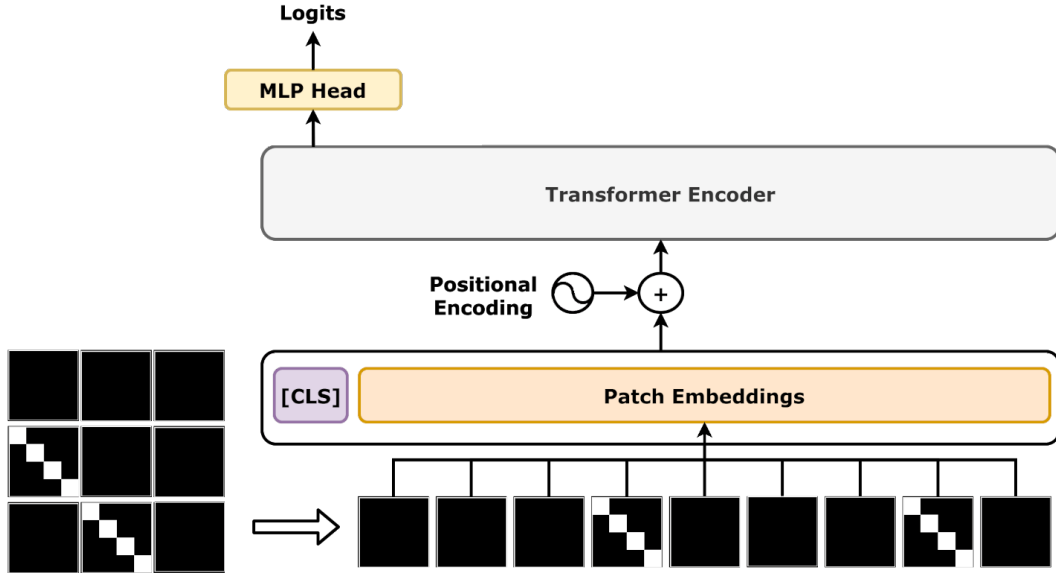 Logits
MLP Head
Transformer Encoder
Positional
Encoding
+
[CLS]
Patch Embeddings